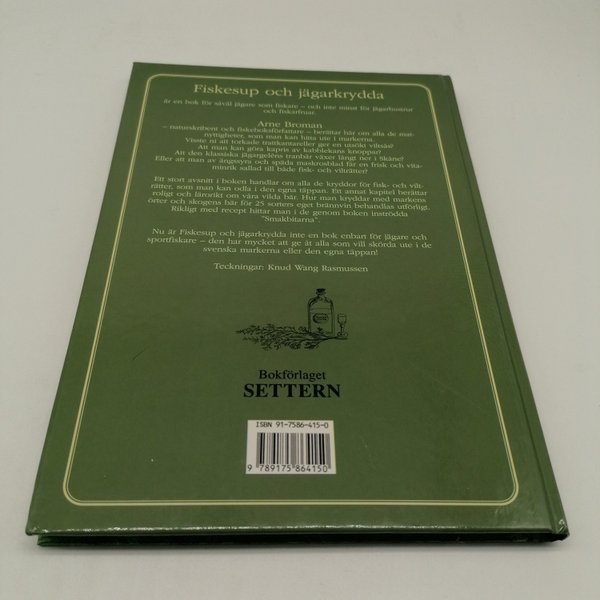 Fiskesup och jägarkrydda
är en bok för såväl jägare som fiskare – och inte minst för jägarhustrur
och fiskarfruar.
Arne Broman
– naturskribent och fiskeboksförfattare – berättar här om alla de mat-
nyttigheter, som man kan hitta ute i markerna.
Visste ni att torkade trattkantareller ger en utsökt viltsås?
Att man kan göra kapris av kabblekans knoppar?
Att den klassiska jägargeléns tranbär växer långt ner i Skåne?
Eller att man av ängssyra och späda maskrosblad får en frisk och vita-
minrik sallad till både fisk- och vilträtter?
Ett stort avsnitt i boken handlar om alla de kryddor för fisk- och vilt-
rätter, som man kan odla i den egna täppan. Ett annat kapitel berättar
roligt och lärorikt om våra vilda bär. Hur man kryddar med markens
örter och skogens bär för 25 sorters eget brännvin behandlas utförligt.
Rikligt med recept hittar man i de genom boken inströdda
"Smakbitarna".
Nu är Fiskesup och jägarkrydda inte en bok enbart för jägare och
sportfiskare – den har mycket att ge åt alla som vill skörda ute i de
svenska markerna eller den egna täppan!
Teckningar: Knud Wang Rasmussen
Bokförlaget
SETTERN
ISBN 91-7586-415-0
9 789175 864150